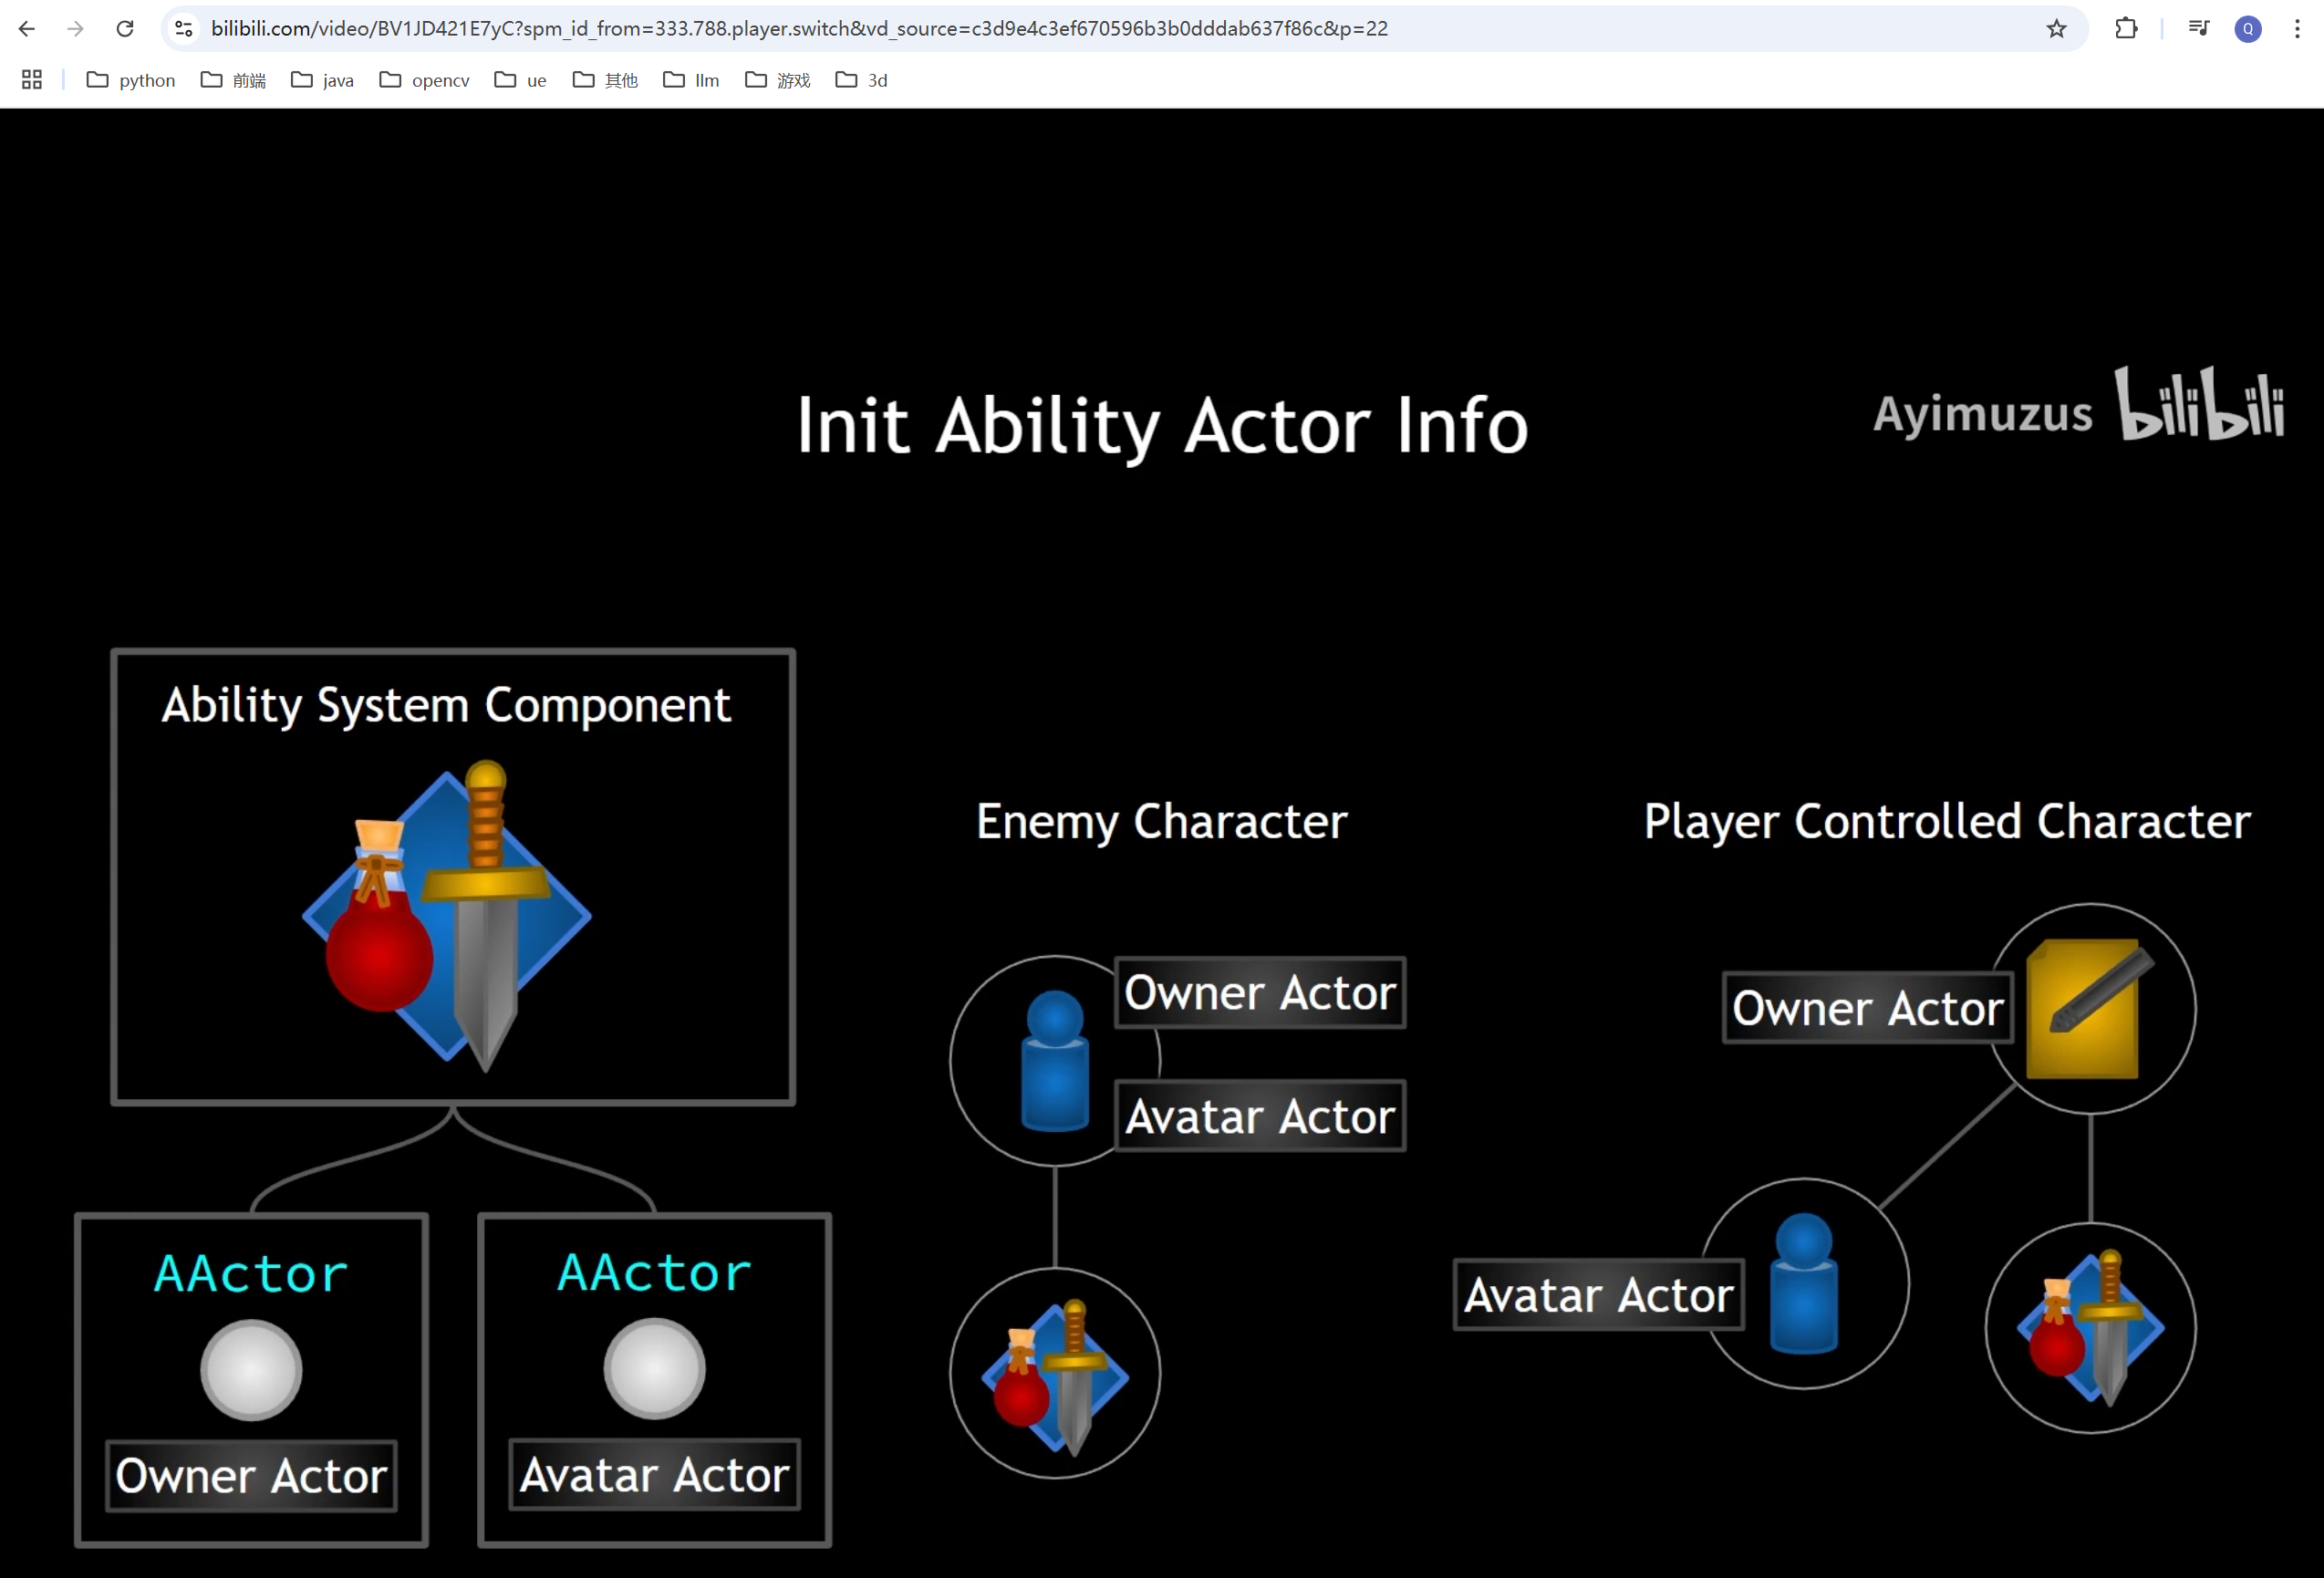 bilibili.com/video/BV1JD421E7yC?spm_id_from=333.788.player.switch&vd_source=c3d9e4c3ef670596b3b0dddab637f86c&p=22
Q
python 前端 java opencv ue 其他 llm 游戏 3d
Init Ability Actor Info
Ayimuzus bilibili
Ability System Component
Enemy Character
Player Controlled Character
Owner Actor
Owner Actor
Avatar Actor
Avatar Actor
AActor
AActor
Owner Actor
Avatar Actor